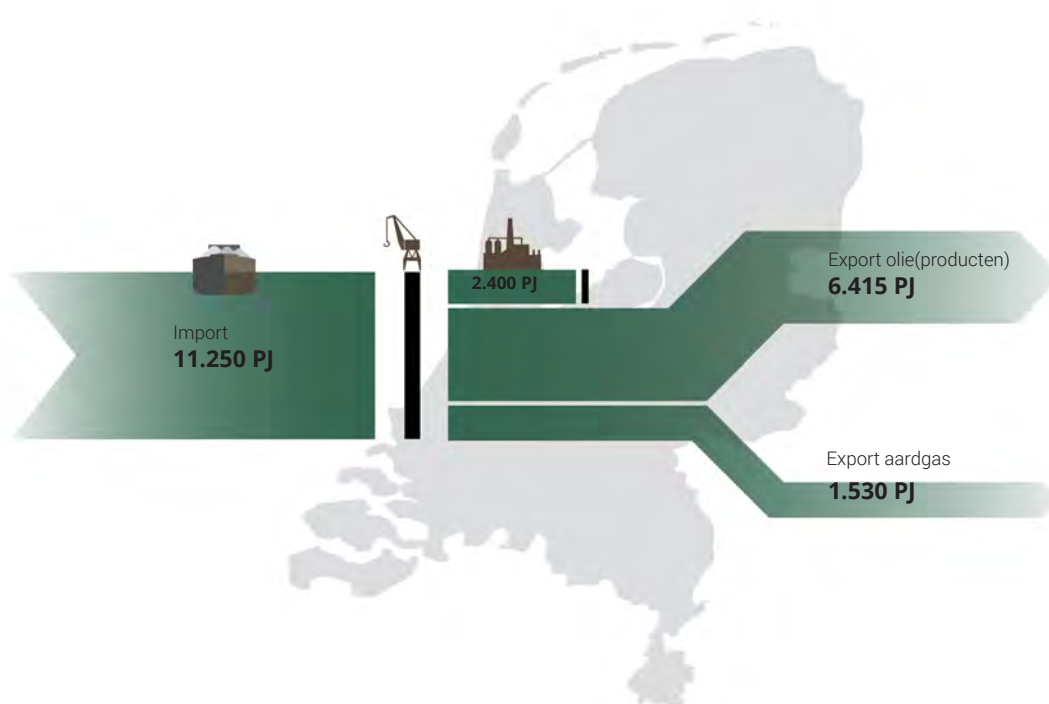 Import
11.250 PJ
2.400 PJ
Export olie(producten)
6.415 PJ
Export aardgas
1.530 PJ